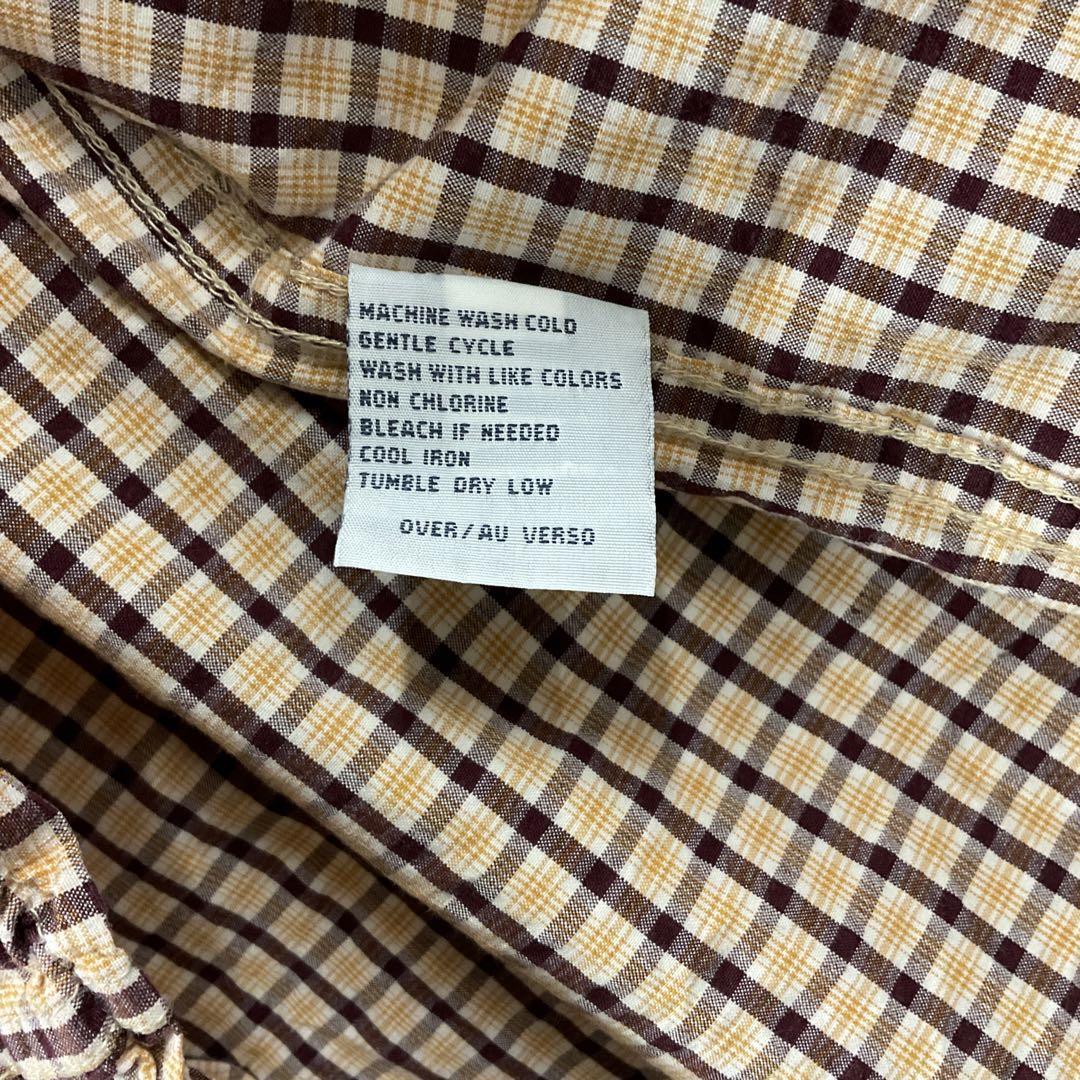 MACHINE WASH COLD
GENTLE CYCLE
WASH WITH LIKE COLORS
NON CHLORINE
BLEACH IF NEEDED
COOL IRON
TUMBLE DRY LOW
OVER/AU VERSO